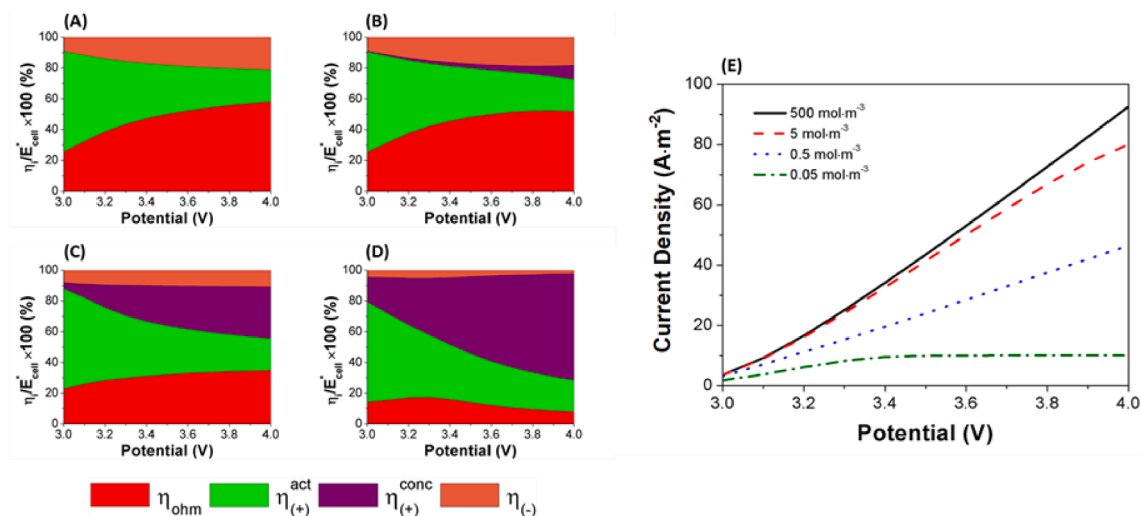 (A)
100
80
60
40
20
0
3.0 3.2 3.4 3.6 3.8 4.0
Potential (V)
ηi/E*cell ×100 (%)
(B)
100
80
60
40
20
0
3.0 3.2 3.4 3.6 3.8 4.0
Potential (V)
ηi/E*cell ×100 (%)
(C)
100
80
60
40
20
0
3.0 3.2 3.4 3.6 3.8 4.0
Potential (V)
ηi/E*cell ×100 (%)
(D)
100
80
60
40
20
0
3.0 3.2 3.4 3.6 3.8 4.0
Potential (V)
ηi/E*cell ×100 (%)
ηohm η(+)act η(+)conc η(-)
(E)
100
80
60
40
20
0
500 mol·m-3
5 mol·m-3
0.5 mol·m-3
0.05 mol·m-3
3.0 3.2 3.4 3.6 3.8 4.0
Potential (V)
Current Density (A·m-2)